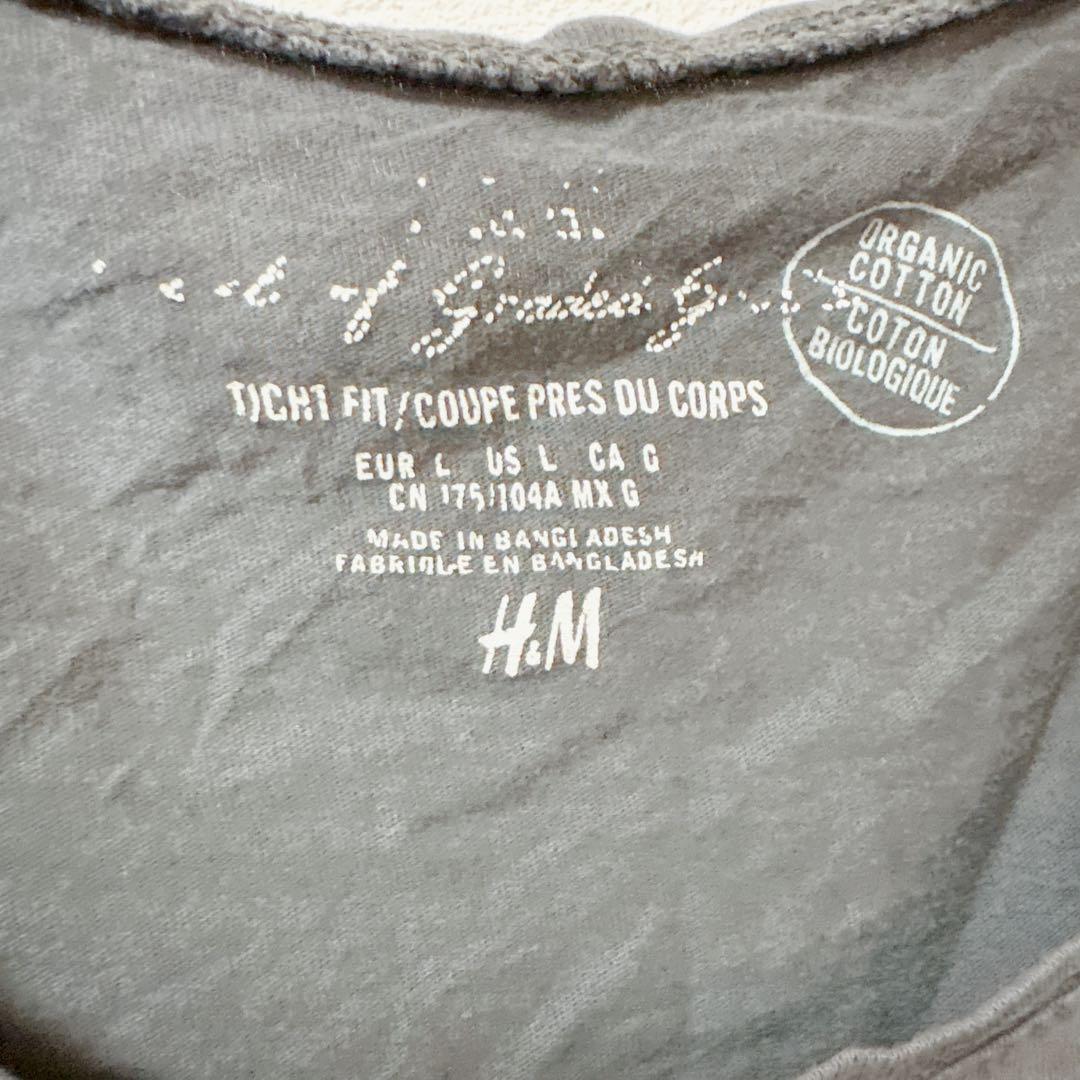 ORGANIC
COTTON
COTON
BIOLOGIQUE
of
TIGHT FIT/COUPE PRES DU CORPS
EUR L US L CA G
CN 175/104A MX G
MADE IN BANGLADESH
FABRIQUE EN BANGLADESH
H&M